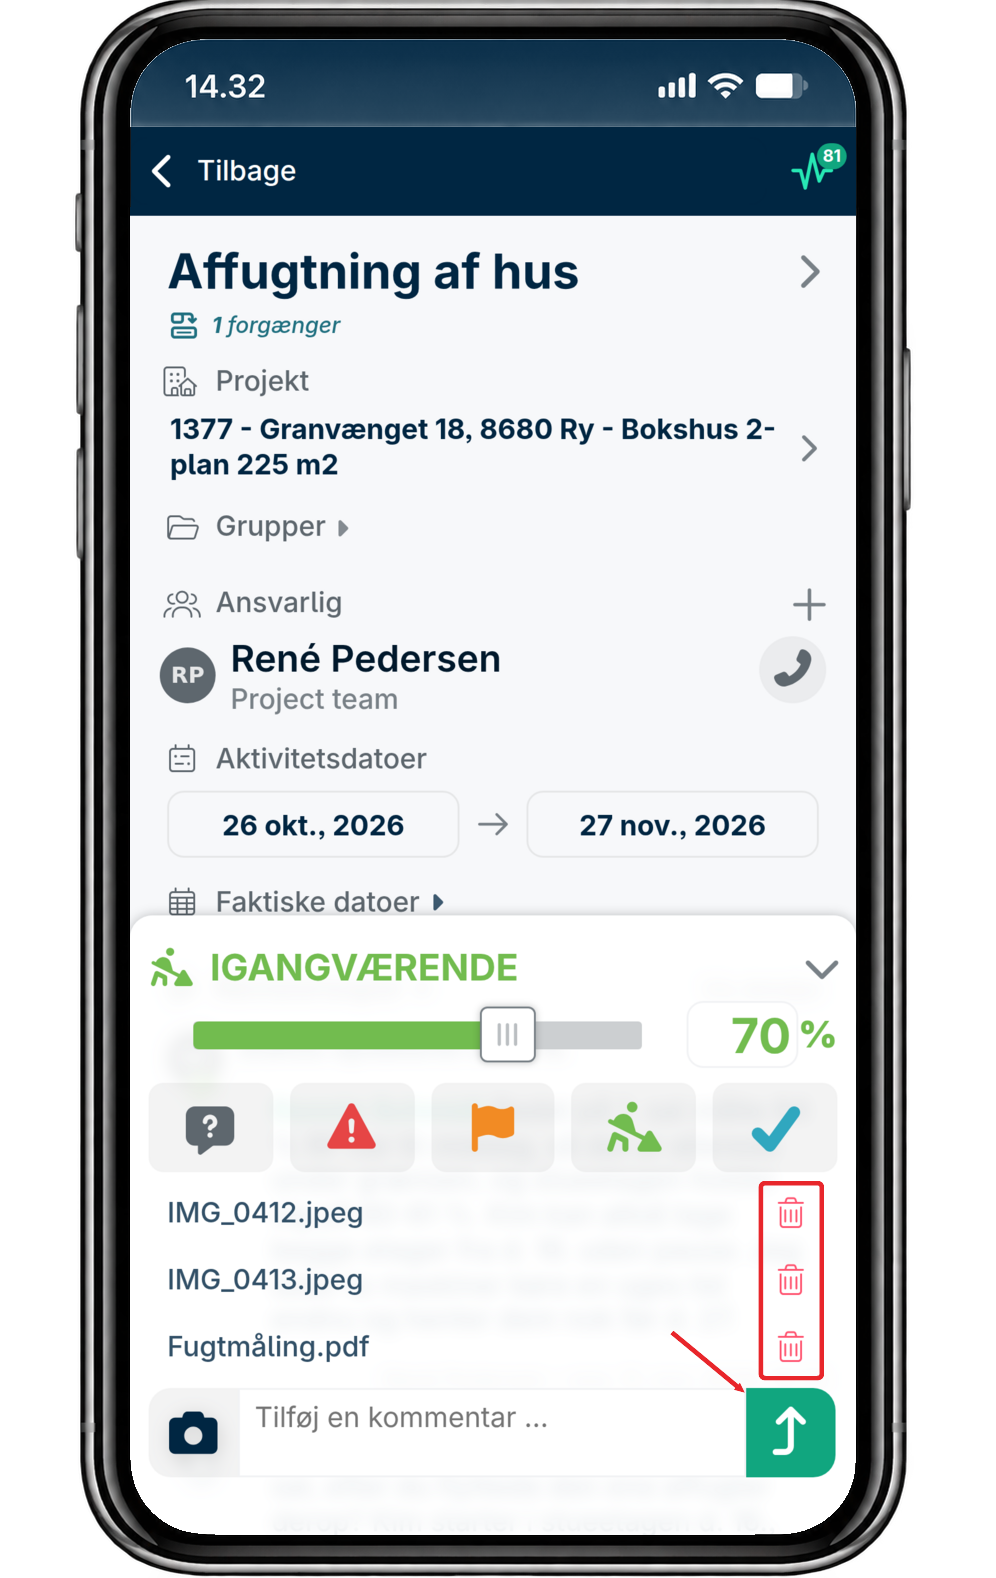 14.32
Tilbage
81
Affugtning af hus
1 forgænger
Projekt
1377 - Granvænget 18, 8680 Ry - Bokshus 2-
plan 225 m2
Grupper
Ansvarlig
RP
René Pedersen
Project team
Aktivitetsdatoer
26 okt., 2026
27 nov., 2026
Faktiske datoer
IGANGVÆRENDE
70 %
IMG_0412.jpeg
IMG_0413.jpeg
Fugtmåling.pdf
Tilføj en kommentar ...